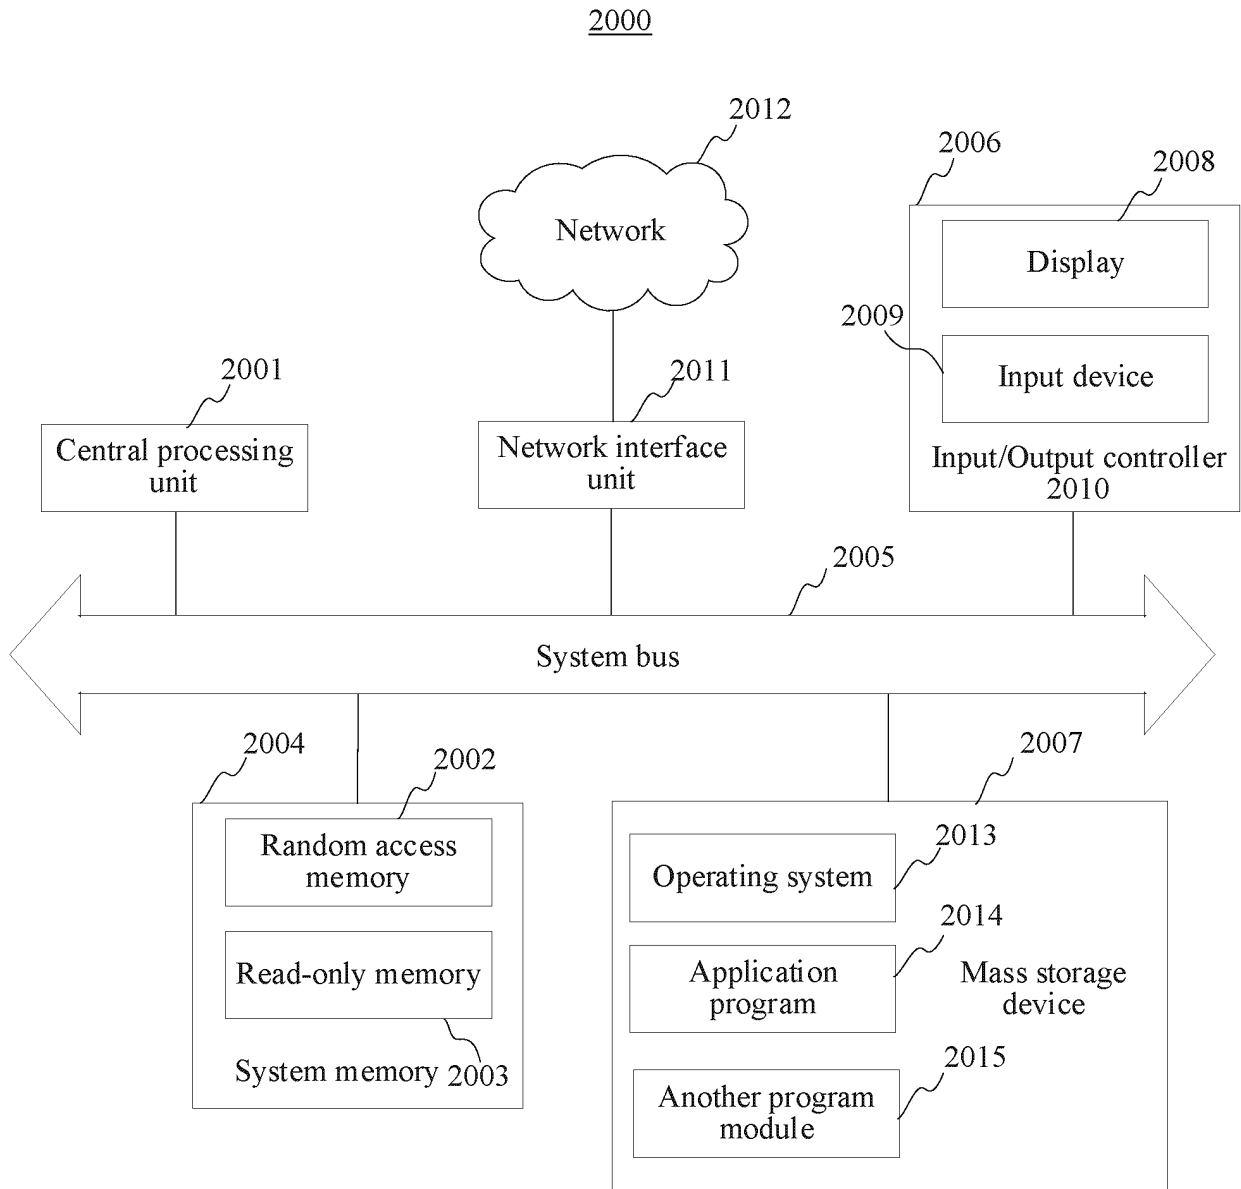 2000
2012
2006
2008
Network
Display
2009
Input device
2001
2011
Central processing
unit
Network interface
unit
Input/Output controller
2010
2005
System bus
2004
2002
2007
Random access
memory
2013
Operating system
Read-only memory
2014
Application
program
Mass storage
device
System memory
2003
2015
Another program
module